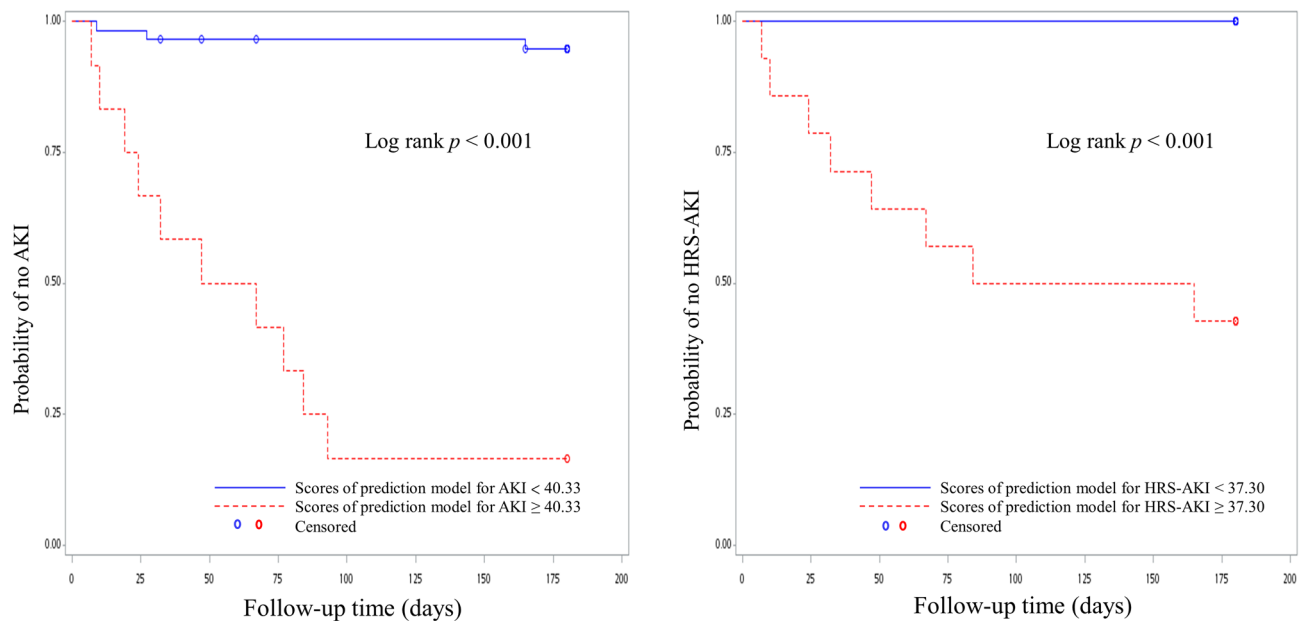 1.00
0.75
0.50
0.25
0.00
Probability of no AKI
Log rank p < 0.001
Scores of prediction model for AKI < 40.33
Scores of prediction model for AKI ≥ 40.33
Censored
0 25 50 75 100 125 150 175 200
Follow-up time (days)
1.00
0.75
0.50
0.25
0.00
Probability of no HRS-AKI
Log rank p < 0.001
Scores of prediction model for HRS-AKI < 37.30
Scores of prediction model for HRS-AKI ≥ 37.30
Censored
0 25 50 75 100 125 150 175 200
Follow-up time (days)